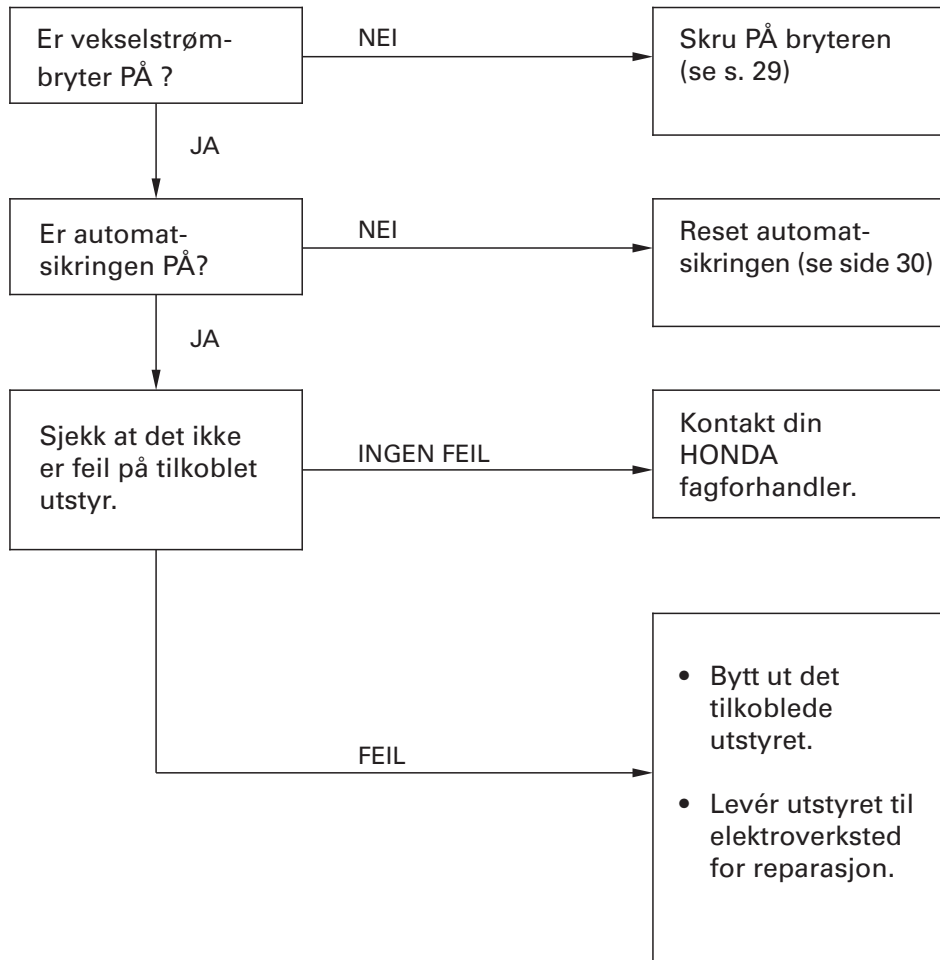 Er vekselstrøm-
bryter PÅ ?
NEI
Skru PÅ bryteren
(se s. 29)
JA
Er automat-
sikringen PÅ?
NEI
Reset automat-
sikringen (se side 30)
JA
Sjekk at det ikke
er feil på tilkoblet
utstyr.
INGEN FEIL
Kontakt din
HONDA
fagforhandler.
FEIL
• Bytt ut det
tilkoblede
utstyret.
• Levér utstyret til
elektroverksted
for reparasjon.